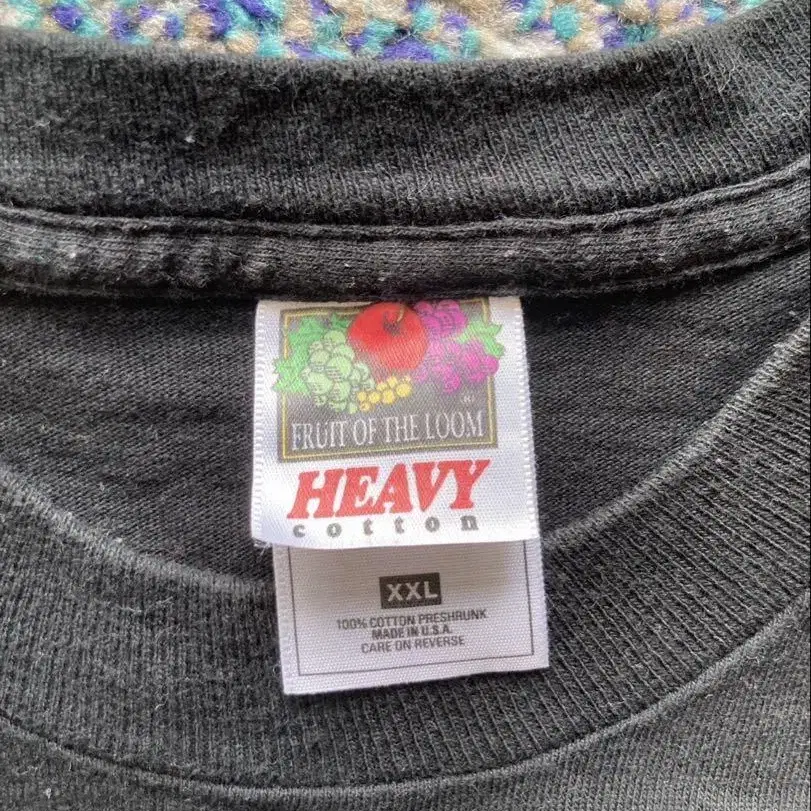 ®
FRUIT OF THE LOOM
HEAVY
cotton
XXL
100% COTTON PRESHRUNK
MADE IN U.S.A.
CARE ON REVERSE